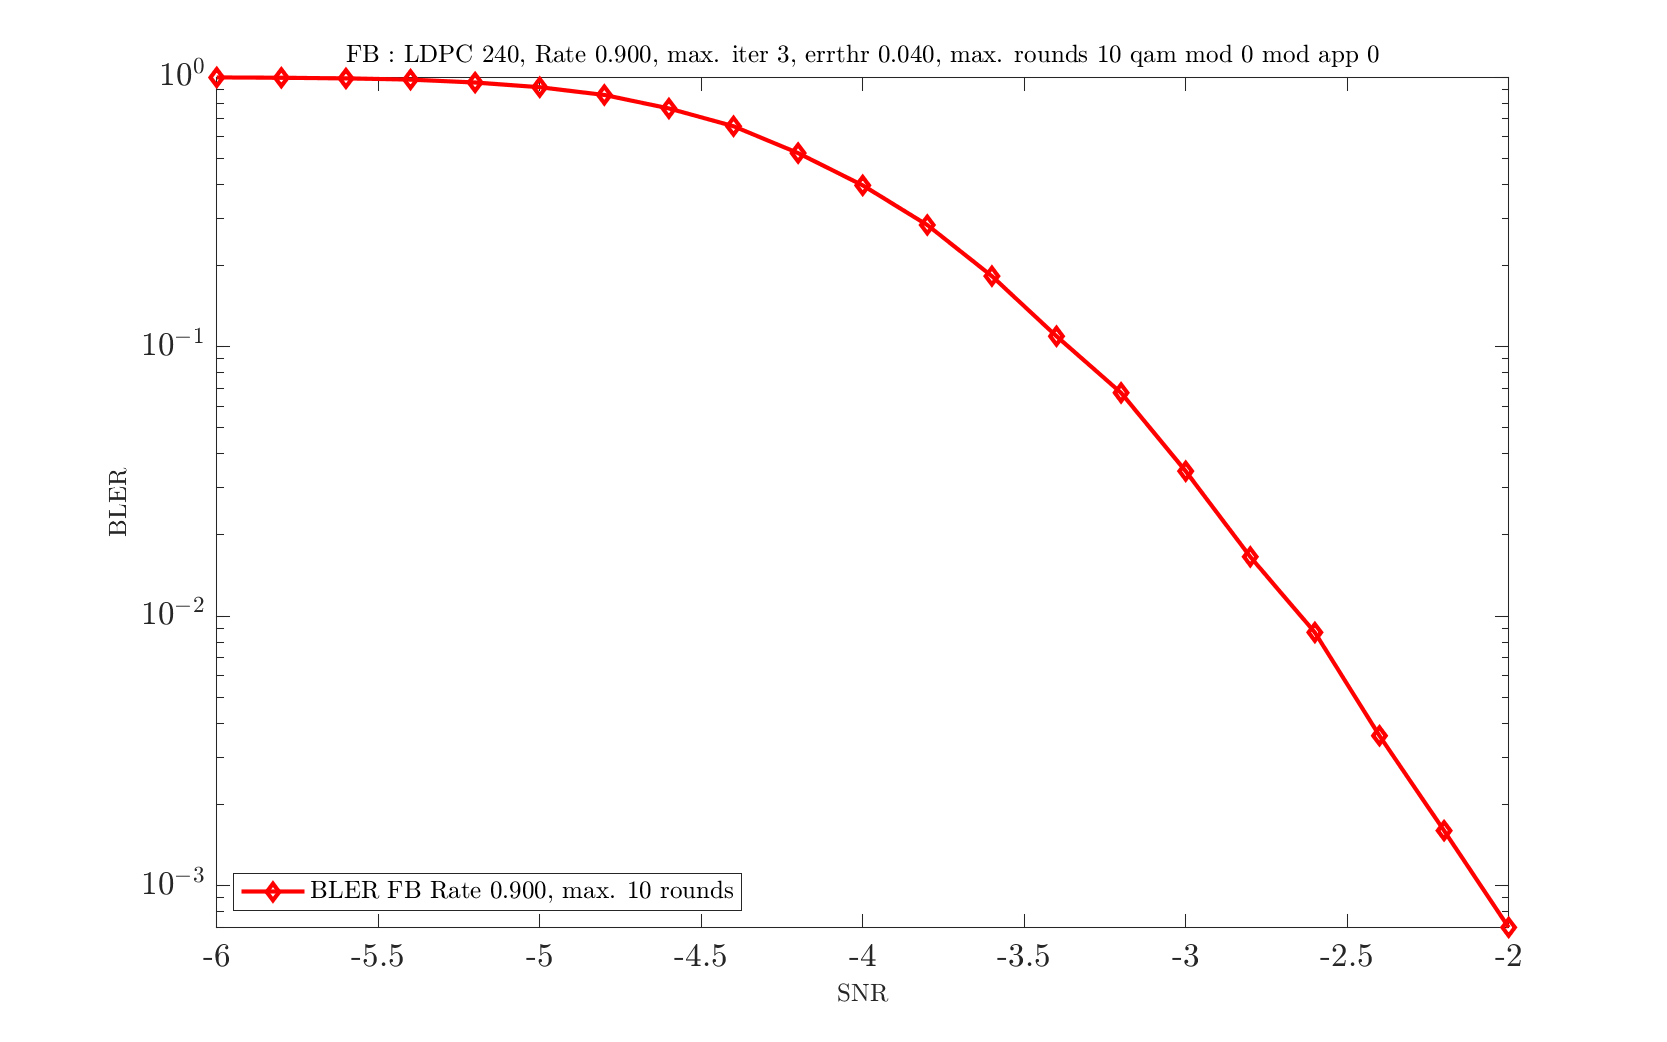 FB : LDPC 240, Rate 0.900, max. iter 3, errthr 0.040, max. rounds 10 qam mod 0 mod app 0
10^0
10^-1
10^-2
10^-3
BLER
BLER FB Rate 0.900, max. 10 rounds
-6 -5.5 -5 -4.5 -4 -3.5 -3 -2.5 -2
SNR